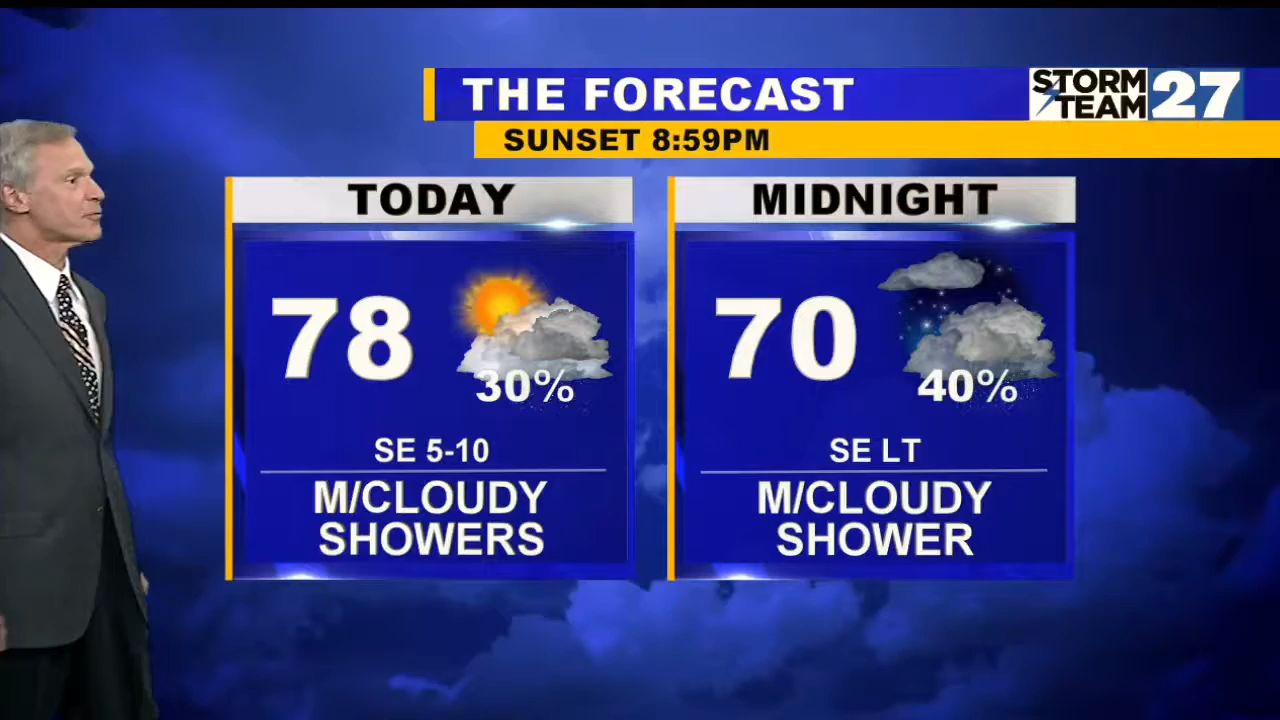 THE FORECAST
STORM
TEAM
27
SUNSET 8:59PM
TODAY
78
30%
SE 5-10
M/CLOUDY
SHOWERS
MIDNIGHT
70
40%
SE LT
M/CLOUDY
SHOWER